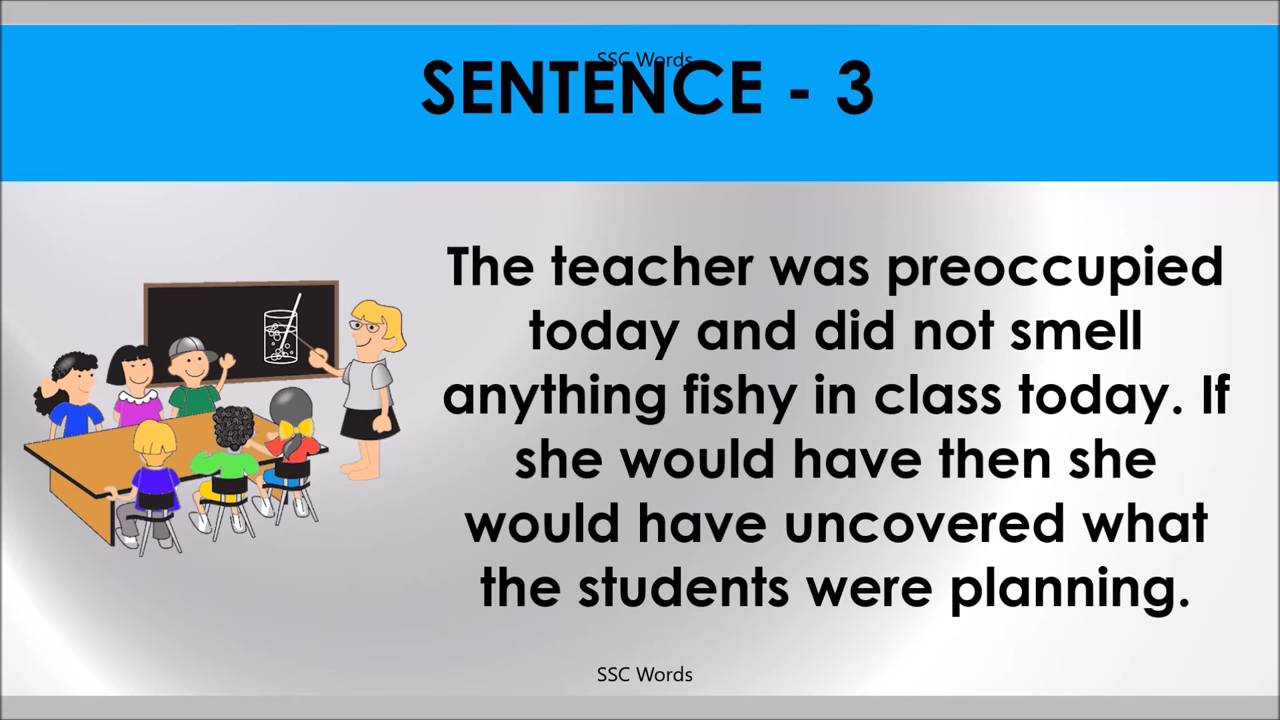 SSC Words
SENTENCE - 3
The teacher was preoccupied
today and did not smell
anything fishy in class today. If
she would have then she
would have uncovered what
the students were planning.
SSC Words